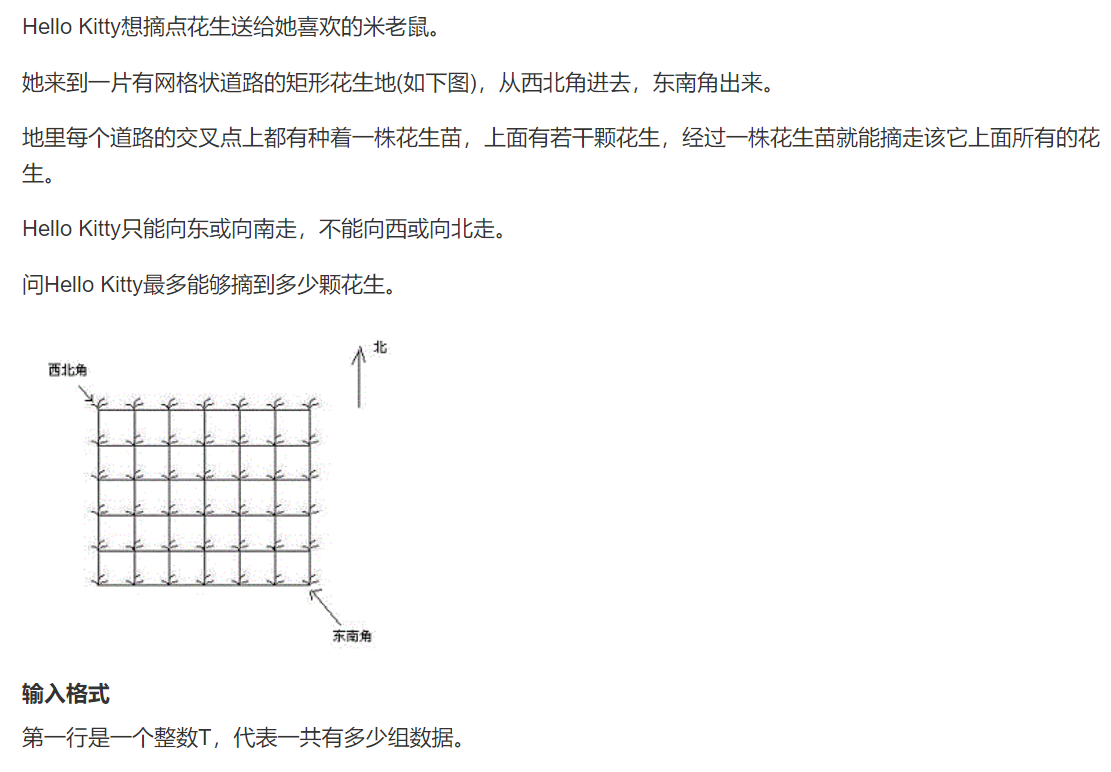 Hello Kitty想摘点花生送给她喜欢的米老鼠。
她来到一片有网格状道路的矩形花生地(如下图)，从西北角进去，东南角出来。
地里每个道路的交叉点上都有种着一株花生苗，上面有若干颗花生，经过一株花生苗就能摘走该它上面所有的花
生。
Hello Kitty只能向东或向南走，不能向西或向北走。
问Hello Kitty最多能够摘到多少颗花生。
北
西北角
东南角
输入格式
第一行是一个整数T，代表一共有多少组数据。